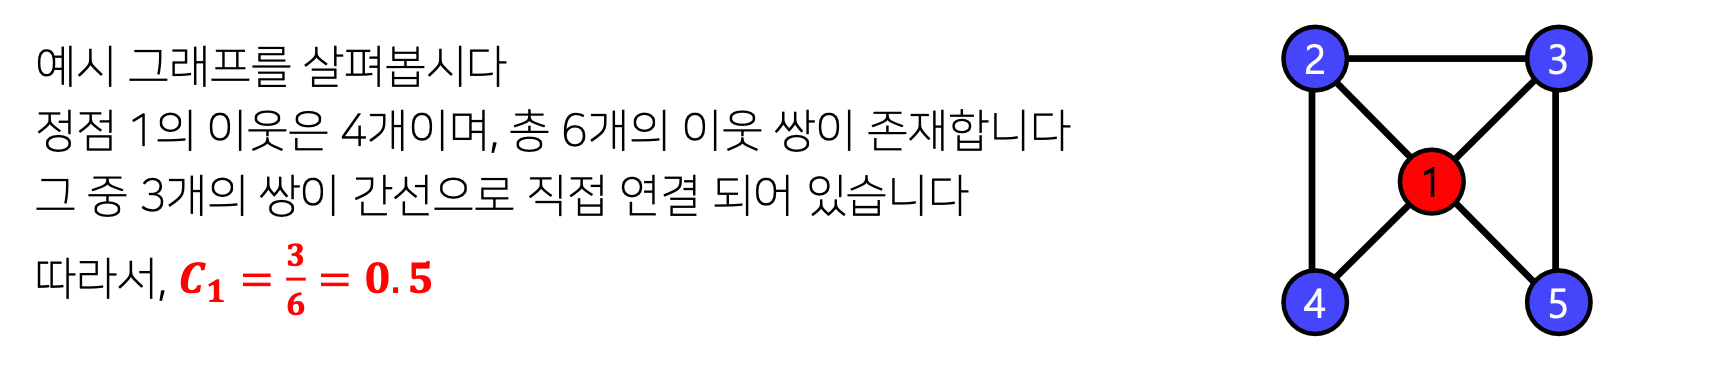 예시 그래프를 살펴봅시다
정점 1의 이웃은 4개이며, 총 6개의 이웃 쌍이 존재합니다
그 중 3개의 쌍이 간선으로 직접 연결 되어 있습니다
따라서, C₁ = 3/6 = 0.5
2 3
1
4 5